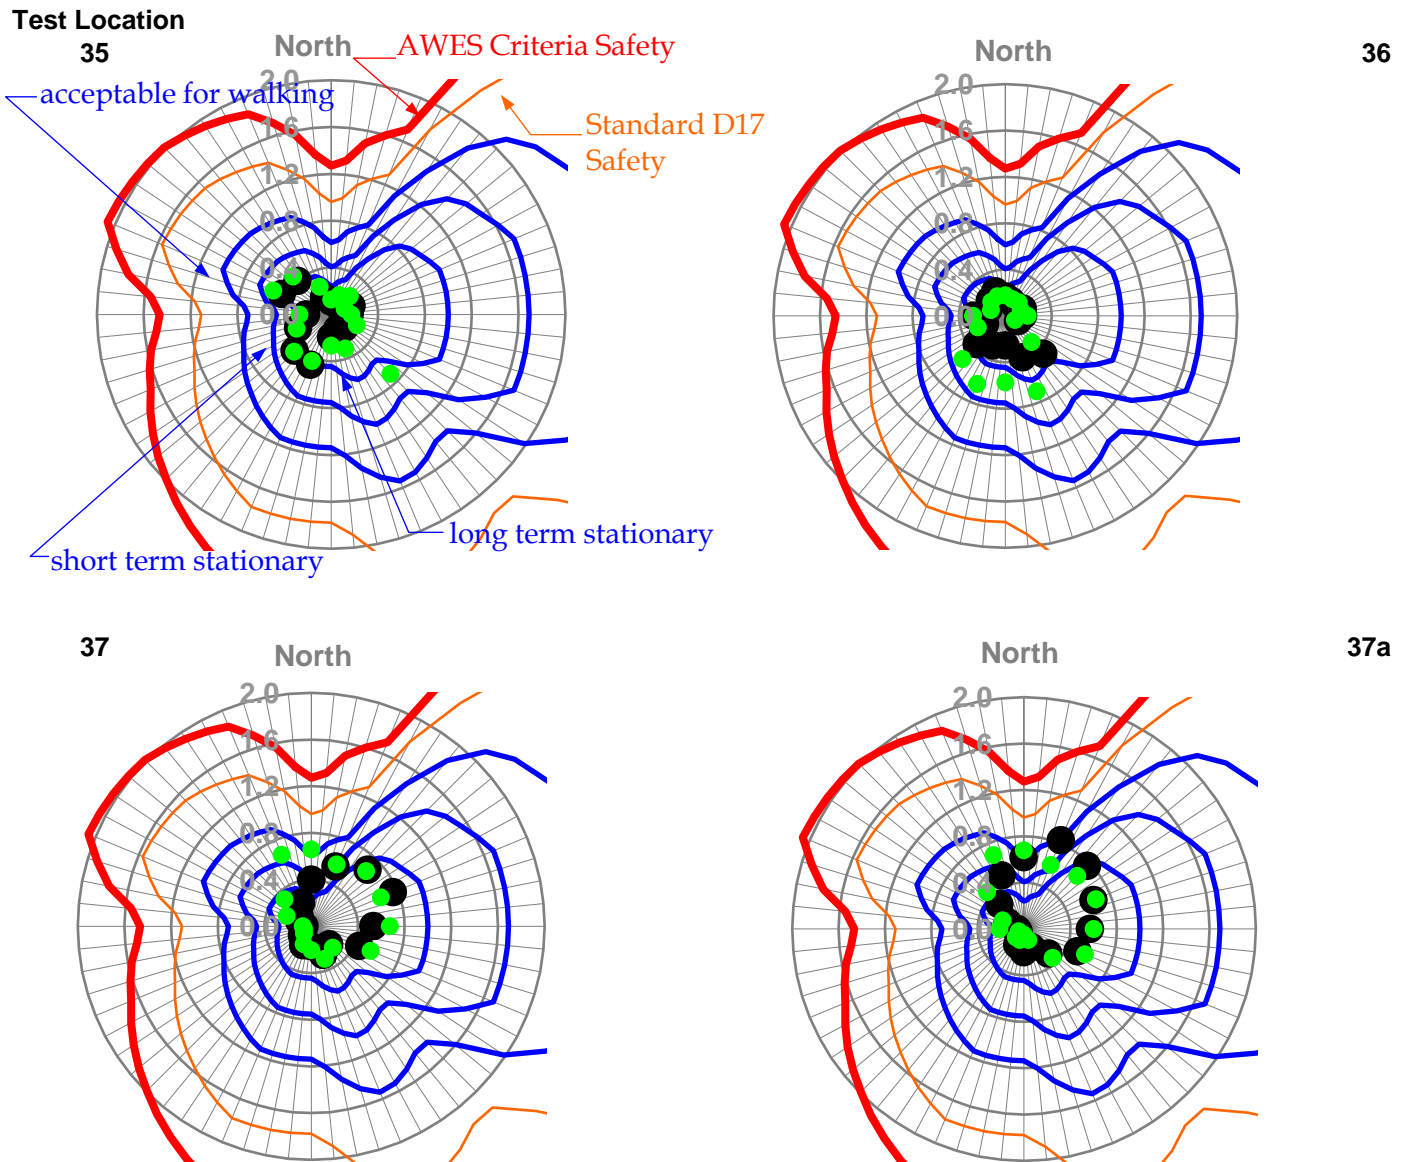 Test Location
35
North
AWES Criteria Safety
North
36
2.0
acceptable for walking
2.0
Standard D17
Safety
1.6
1.6
1.2
1.2
0.8
0.8
0.4
0.4
0.0
0.0
long term stationary
short term stationary
37
North
North
37a
2.0
2.0
1.6
1.6
1.2
1.2
0.8
0.8
0.4
0.4
0.0
0.0